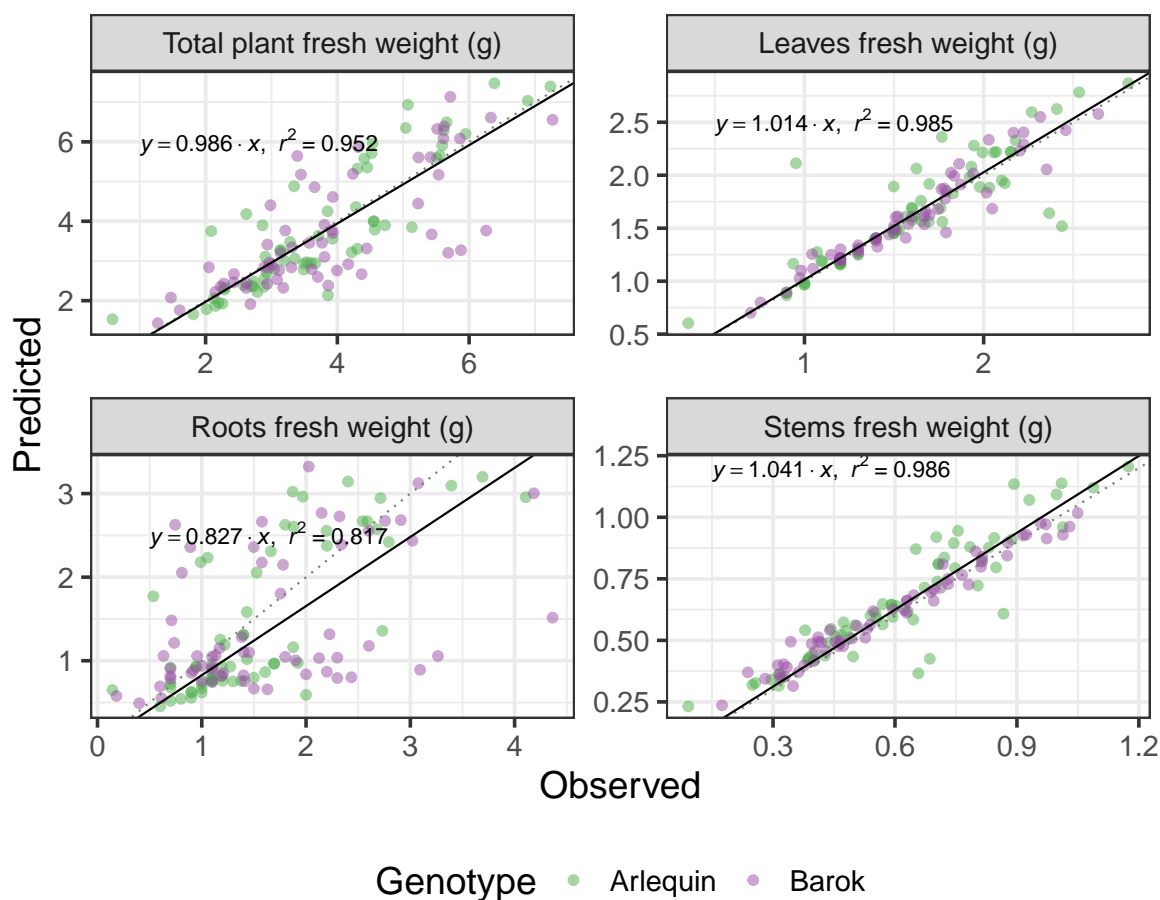 Total plant fresh weight (g)
Leaves fresh weight (g)
y = 0.986 · x, r² = 0.952
y = 1.014 · x, r² = 0.985
6
4
2
2.5
2.0
1.5
1.0
0.5
2 4 6
1 2
Predicted
Roots fresh weight (g)
Stems fresh weight (g)
y = 0.827 · x, r² = 0.817
y = 1.041 · x, r² = 0.986
3
2
1
1.25
1.00
0.75
0.50
0.25
0 1 2 3 4
0.3 0.6 0.9 1.2
Observed
Genotype Arlequin Barok